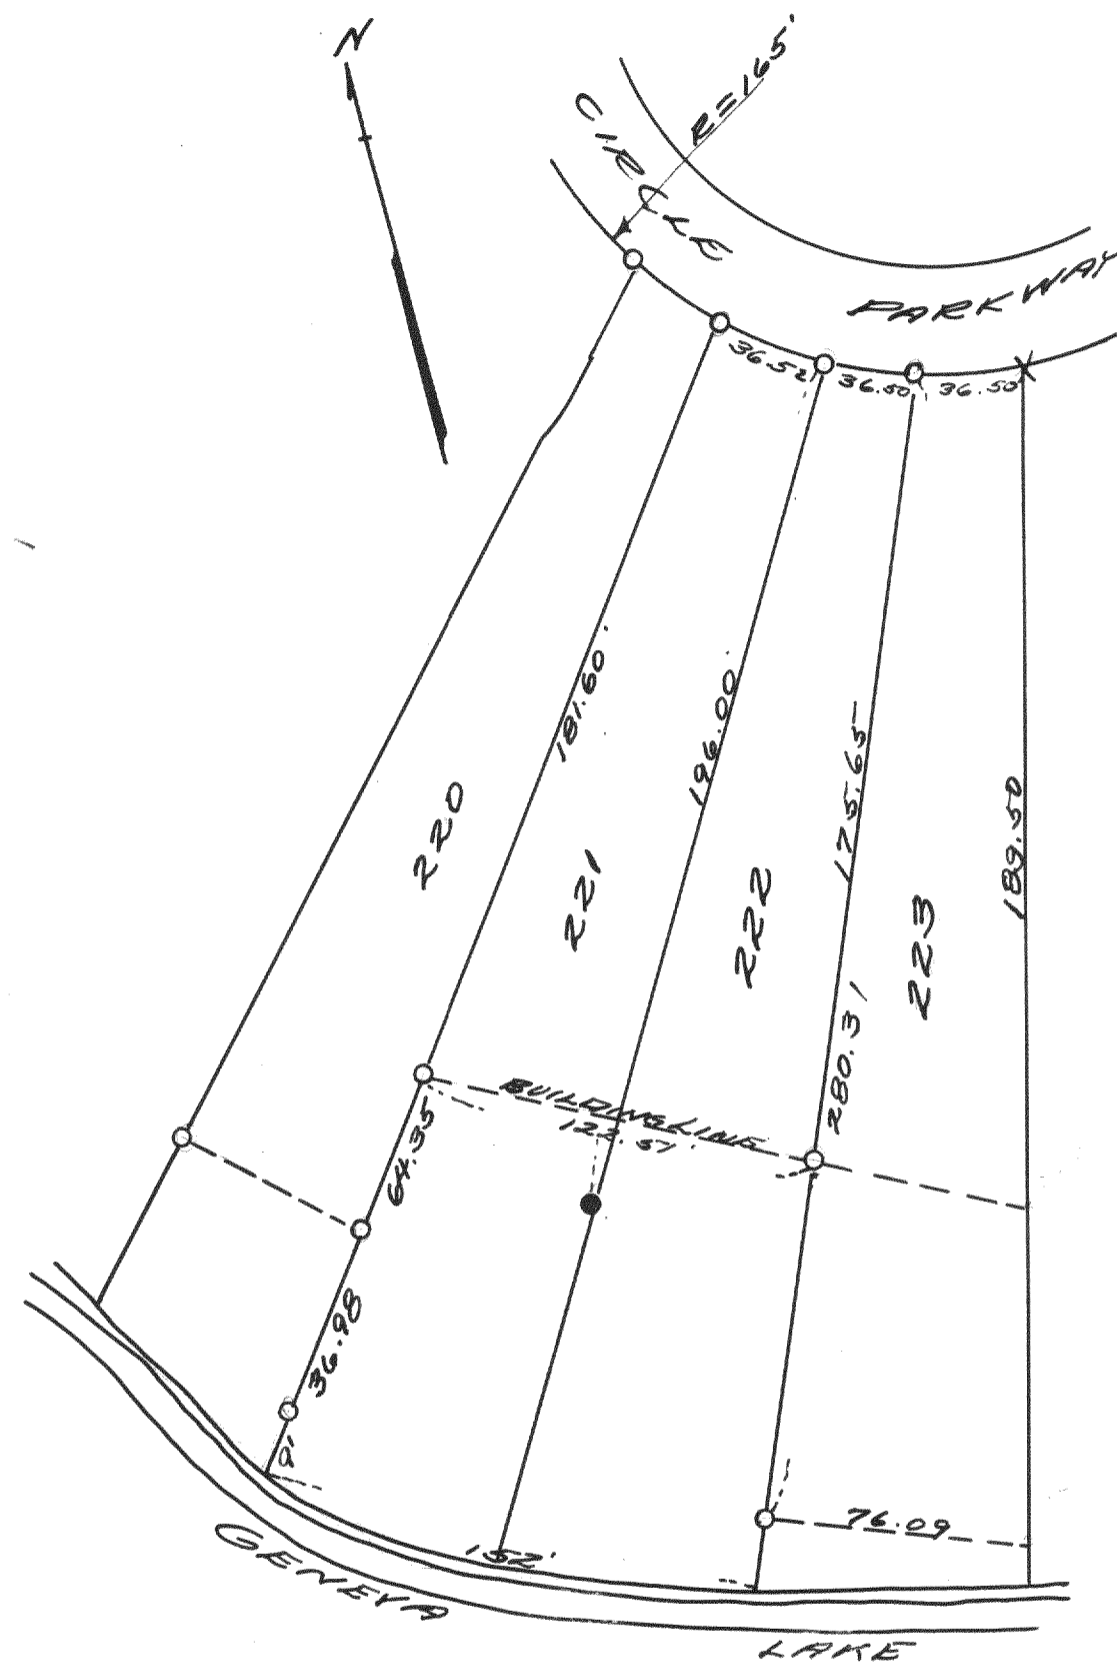 N
R=165'
CIRCLE
PARKWAY
36.52
36.50
36.50
181.60'
196.00'
175.65
189.50
220
221
222
223
280.31
BUILDING LINE
122.51'
64.35
36.98
76.09
152'
GENEVA
LAKE